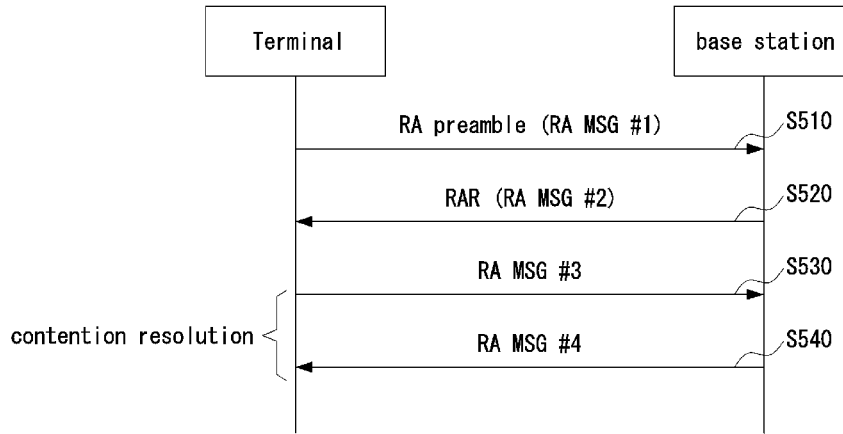 Terminal
base station
RA preamble (RA MSG #1)
S510
RAR (RA MSG #2)
S520
RA MSG #3
S530
contention resolution
RA MSG #4
S540